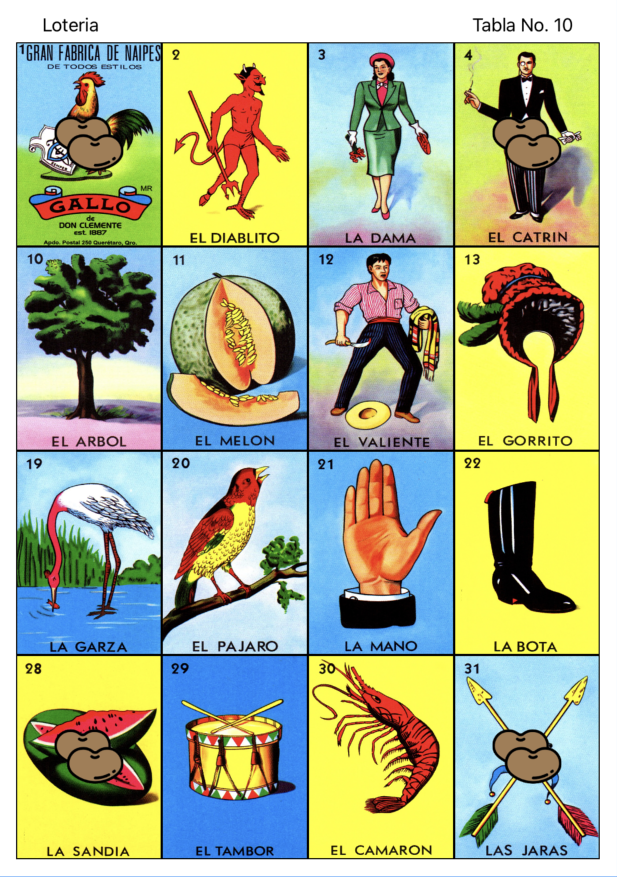 Loteria
Tabla No. 10
1 GRAN FABRICA DE NAIPES
DE TODOS ESTILOS
MR
GALLO
de
DON CLEMENTE
est. 1887
Apdo. Postal 250 Querétaro, Qro.
2
EL DIABLITO
3
LA DAMA
4
EL CATRIN
10
EL ARBOL
11
EL MELON
12
EL VALIENTE
13
EL GORRITO
19
LA GARZA
20
EL PAJARO
21
LA MANO
22
LA BOTA
28
LA SANDIA
29
EL TAMBOR
30
EL CAMARON
31
LAS JARAS